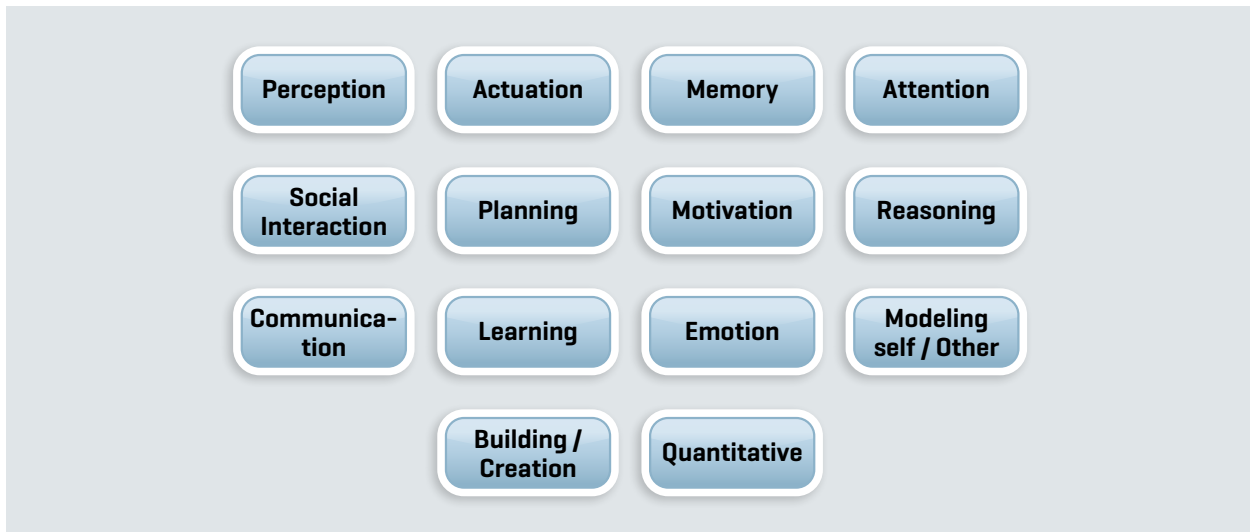 Perception
Actuation
Memory
Attention
Social
Interaction
Planning
Motivation
Reasoning
Communica-
tion
Learning
Emotion
Modeling
self / Other
Building /
Creation
Quantitative